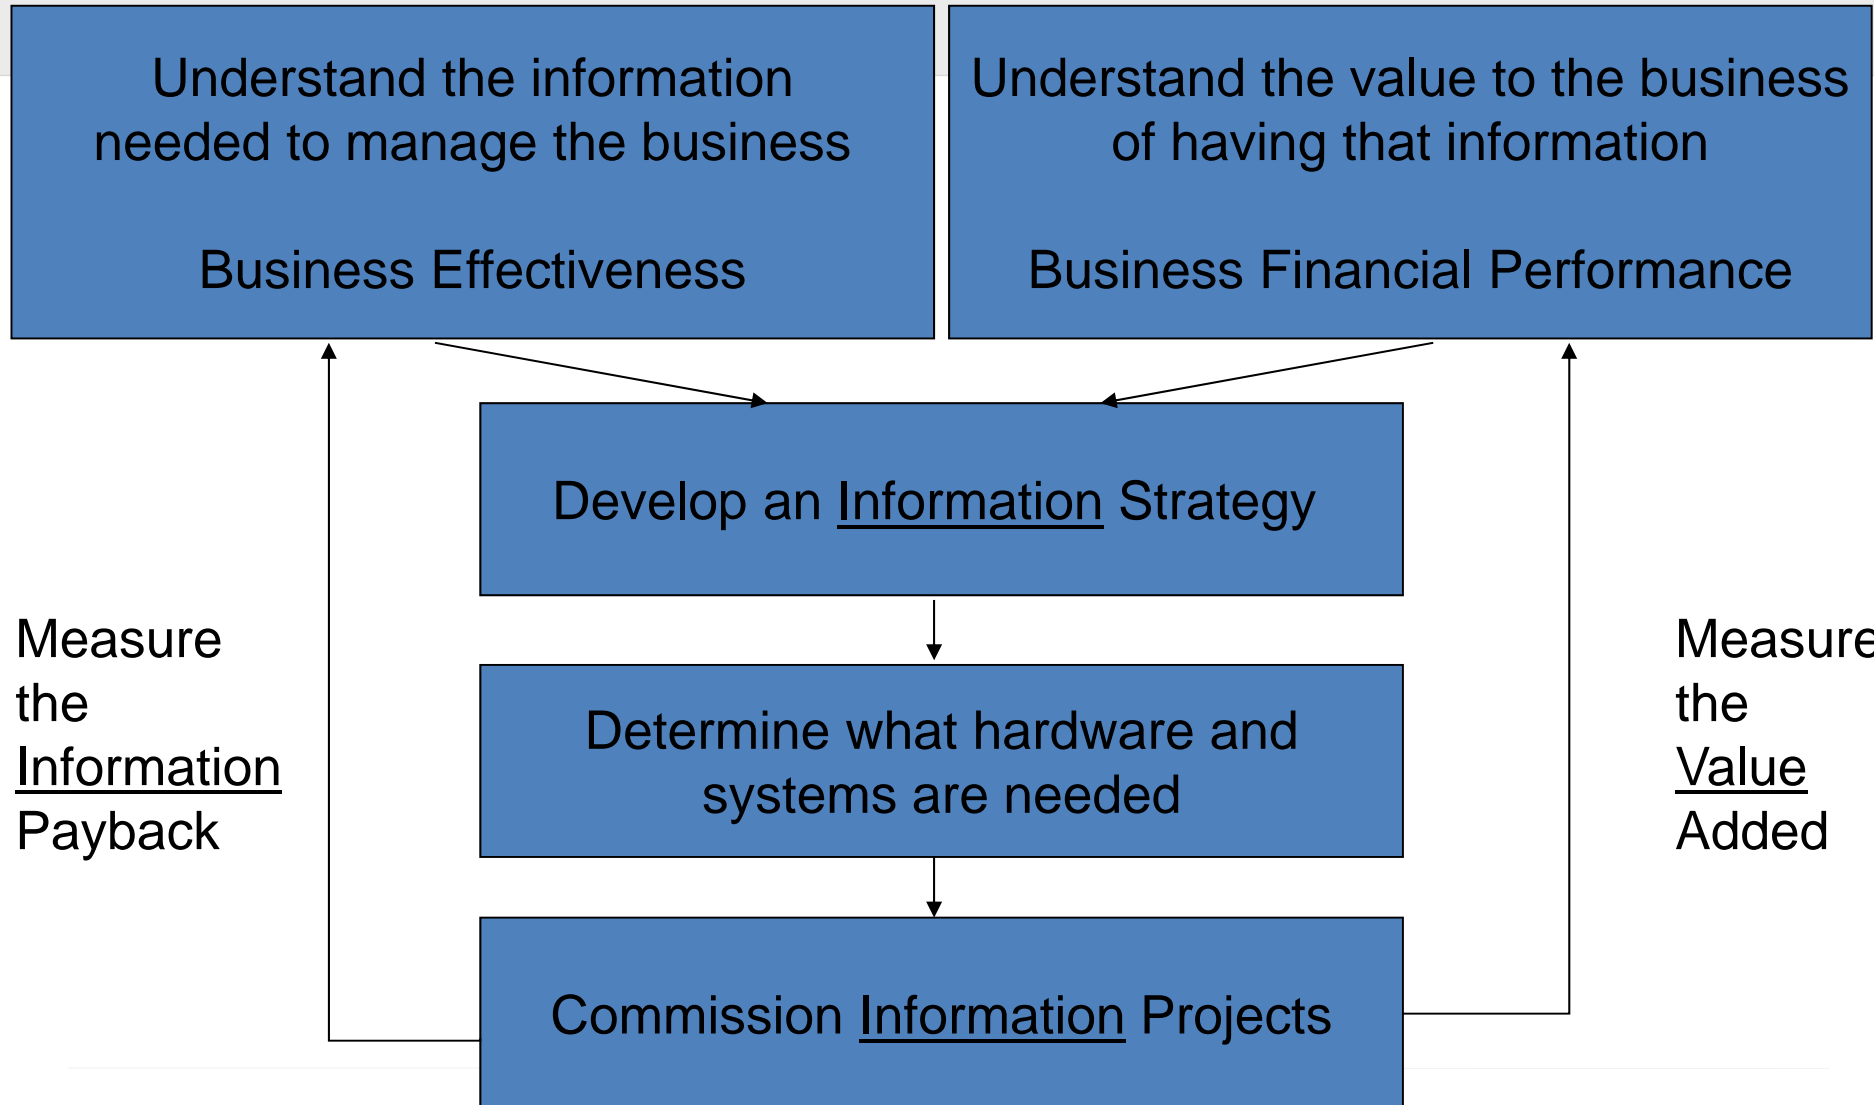 Understand the information
needed to manage the business
Business Effectiveness
Understand the value to the business
of having that information
Business Financial Performance
Develop an Information Strategy
Measure
the
Information
Payback
Measure
the
Value
Added
Determine what hardware and
systems are needed
Commission Information Projects